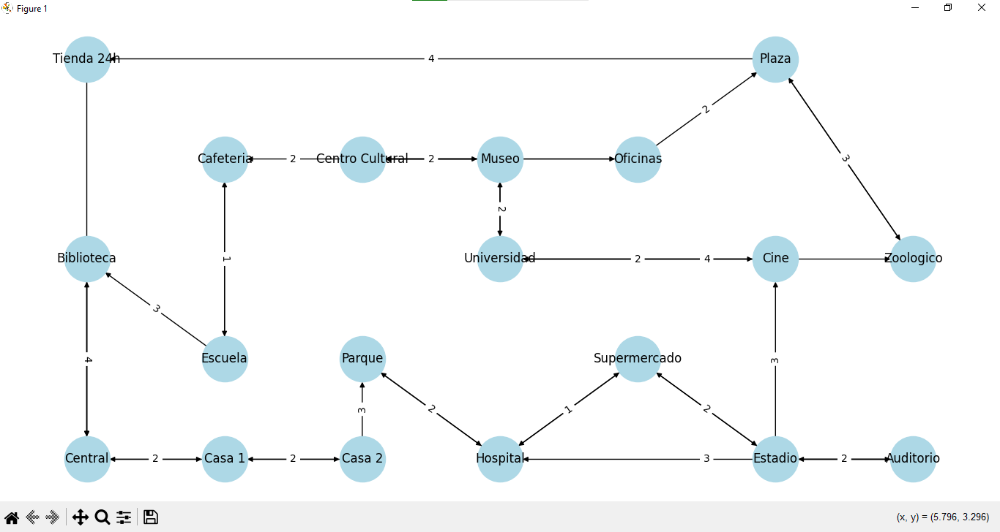 Figure 1
Tienda 24h
4
Plaza
2
Cafeteria
2
Centro Cultural
2
Museo
Oficinas
3
2
Biblioteca
1
Universidad
2
4
Cine
Zoologico
3
4
Escuela
Parque
Supermercado
3
3
2
1
2
Central
2
Casa 1
2
Casa 2
Hospital
3
Estadio
2
Auditorio
(x, y) = (5.796, 3.296)